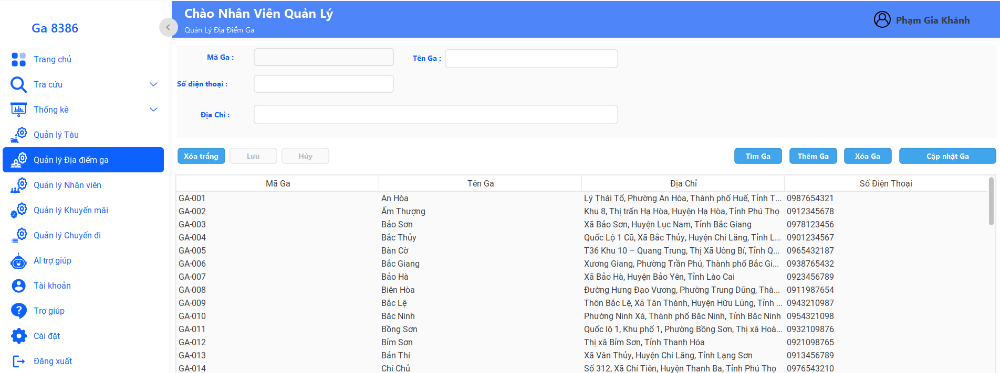 Ga 8386
Trang chủ
Tra cứu
Thống kê
Quản lý Tàu
Quản lý Địa điểm ga
Quản lý Nhân viên
Quản lý Khuyến mãi
Quản lý Chuyến đi
AI trợ giúp
Tài khoản
Trợ giúp
Cài đặt
Đăng xuất
Chào Nhân Viên Quản Lý
Quản Lý Địa Điểm Ga
Phạm Gia Khánh
Mã Ga :
Tên Ga :
Số điện thoại :
Địa Chỉ :
Xóa trắng Lưu Hủy Tìm Ga Thêm Ga Xóa Ga Cập nhật Ga
Mã Ga Tên Ga Địa Chỉ Số Điện Thoại
GA-001 An Hòa Lý Thái Tổ, Phường An Hòa, Thành phố Huế, Tỉnh T... 0987654321
GA-002 Ấm Thượng Khu 8, Thị trấn Hạ Hòa, Huyện Hạ Hòa, Tỉnh Phú Thọ 0912345678
GA-003 Bảo Sơn Xã Bảo Sơn, Huyện Lục Nam, Tỉnh Bắc Giang 0978123456
GA-004 Bắc Thủy Quốc Lộ 1 Cũ, Xã Bắc Thủy, Huyện Chi Lăng, Tỉnh L... 0901234567
GA-005 Bàn Cờ T36 Khu 10 – Quang Trung, Thị Xã Uông Bí, Tỉnh Q... 0965432187
GA-006 Bắc Giang Xương Giang, Phường Trần Phú, Thành phố Bắc Gi... 0938765432
GA-007 Bảo Hà Xã Bảo Hà, Huyện Bảo Yên, Tỉnh Lào Cai 0923456789
GA-008 Biên Hòa Đường Hưng Đạo Vương, Phường Trung Dũng, Thà... 0911987654
GA-009 Bắc Lệ Thôn Bắc Lệ, Xã Tân Thành, Huyện Hữu Lũng, Tỉnh ... 0943210987
GA-010 Bắc Ninh Phường Ninh Xá, Thành phố Bắc Ninh, Tỉnh Bắc Ninh 0954321098
GA-011 Bồng Sơn Quốc lộ 1, Khu phố 1, Phường Bồng Sơn, Thị xã Hoà... 0932109876
GA-012 Bỉm Sơn Thị xã Bỉm Sơn, Tỉnh Thanh Hóa 0921098765
GA-013 Bản Thí Xã Vân Thủy, Huyện Chi Lăng, Tỉnh Lạng Sơn 0913456789
GA-014 Chí Chủ Số 312, Xã Chí Tiên, Huyện Thanh Ba, Tỉnh Phú Thọ 0976543210